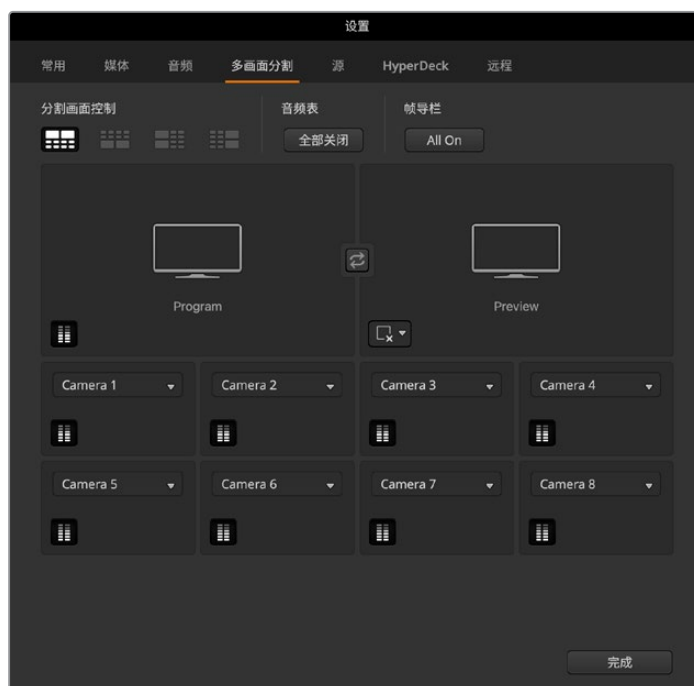 设置
常用 媒体 音频 多画面分割 源 HyperDeck 远程
分割画面控制 音频表 帧导栏
全部关闭 All On
Program Preview
Camera 1 Camera 2 Camera 3 Camera 4
Camera 5 Camera 6 Camera 7 Camera 8
完成